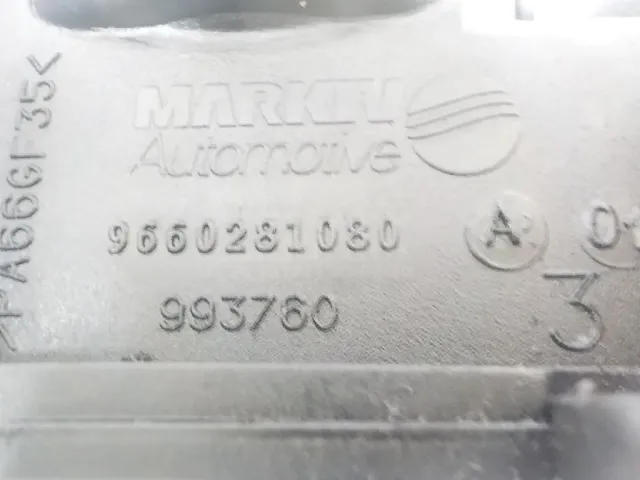 MARK IV
Automotive
9660281080
A
993760
3
>PA66GF35<